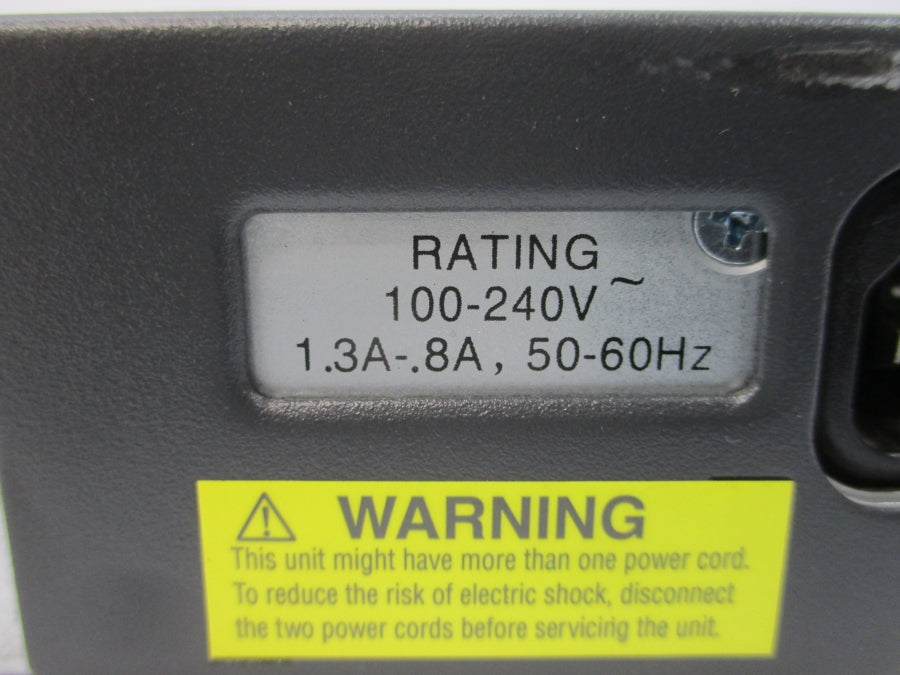 RATING
100-240V~
1.3A-.8A, 50-60Hz
WARNING
This unit might have more than one power cord.
To reduce the risk of electric shock, disconnect
the two power cords before servicing the unit.